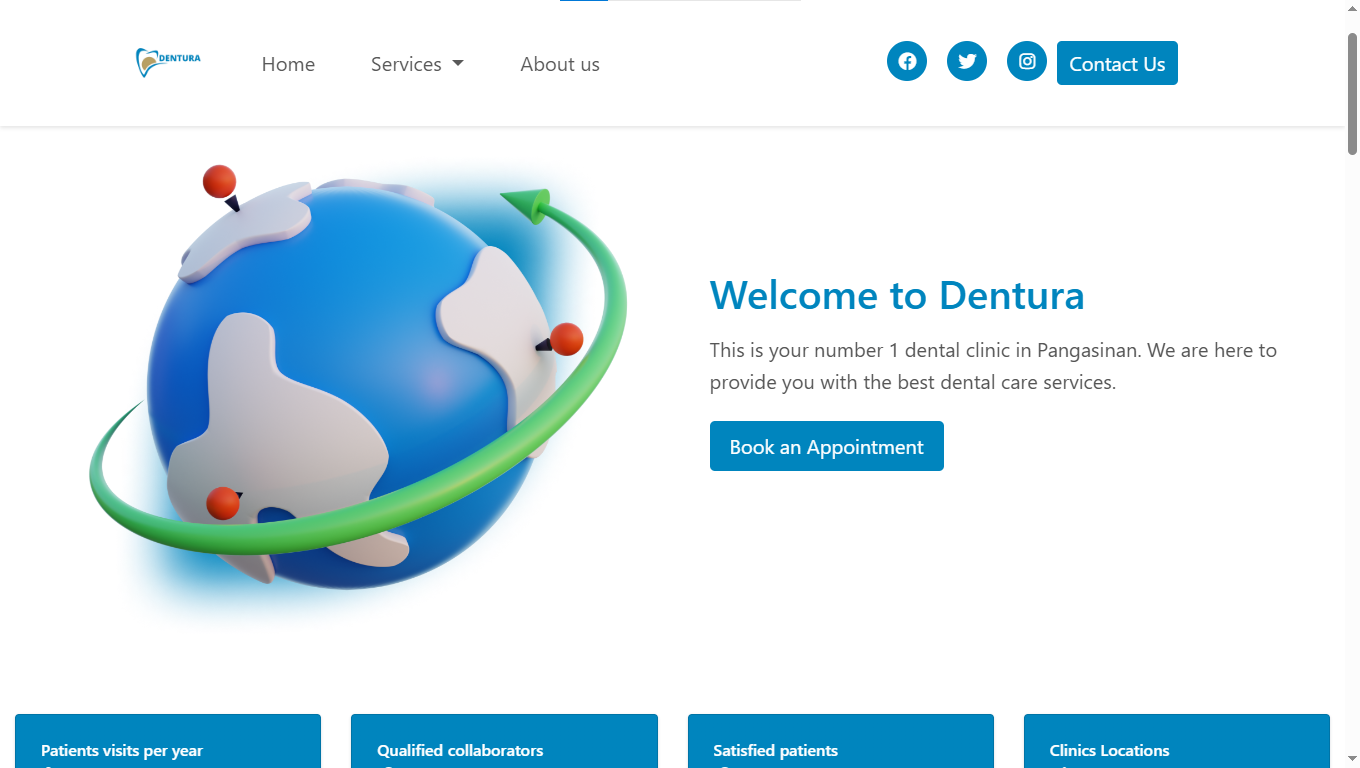 DENTURA
Home
Services
About us
Contact Us
Welcome to Dentura
This is your number 1 dental clinic in Pangasinan. We are here to
provide you with the best dental care services.
Book an Appointment
Patients visits per year
Qualified collaborators
Satisfied patients
Clinics Locations